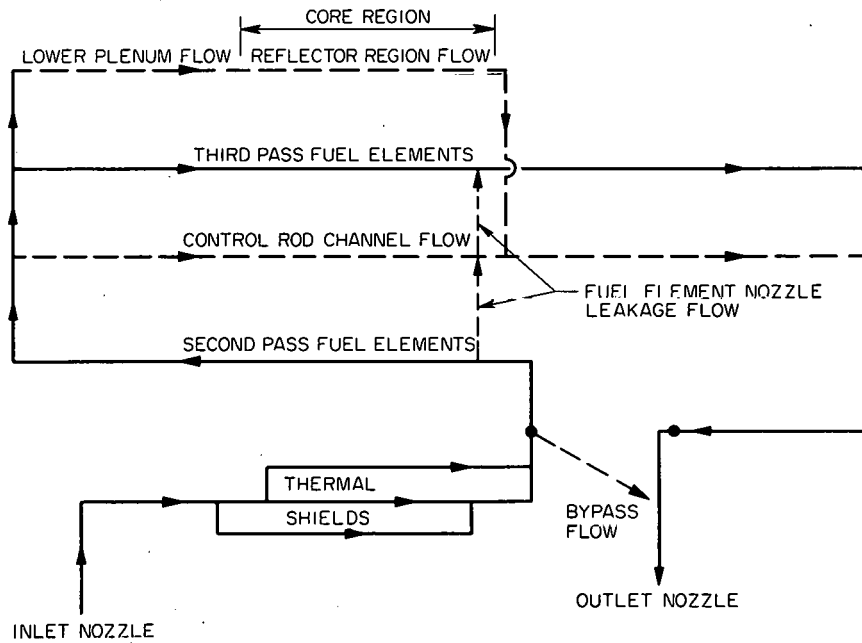 CORE REGION
LOWER PLENUM FLOW
REFLECTOR REGION FLOW
THIRD PASS FUEL ELEMENTS
CONTROL ROD CHANNEL FLOW
FUEL ELEMENT NOZZLE
LEAKAGE FLOW
SECOND PASS FUEL ELEMENTS
THERMAL
SHIELDS
BYPASS
FLOW
OUTLET NOZZLE
INLET NOZZLE